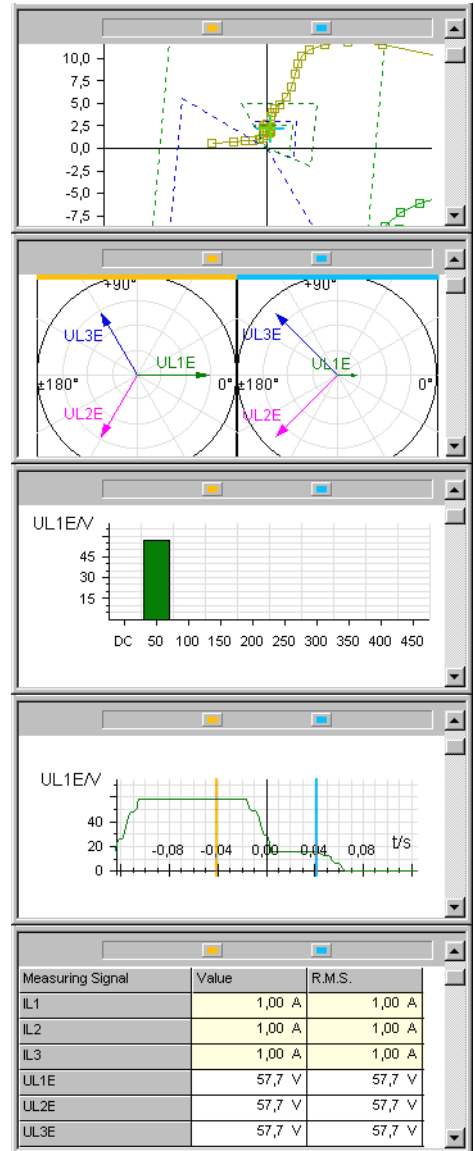 10,0
7,5
5,0
2,5
0,0
-2,5
-5,0
-7,5
+90° +90°
UL3E UL3E
UL1E UL1E
±180° 0° ±180° 0°
UL2E UL2E
UL1E/V
45
30
15
DC 50 100 150 200 250 300 350 400 450
UL1E/V
40
20
0
-0,08 -0,04 0,00 0,04 0,08 t/s
Measuring Signal Value R.M.S.
IL1 1,00 A 1,00 A
IL2 1,00 A 1,00 A
IL3 1,00 A 1,00 A
UL1E 57,7 V 57,7 V
UL2E 57,7 V 57,7 V
UL3E 57,7 V 57,7 V